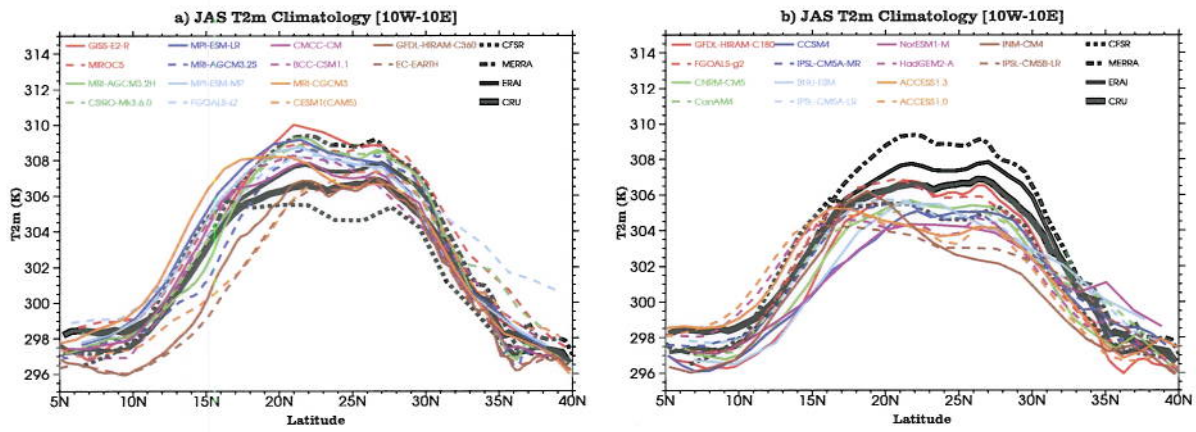 a) JAS T2m Climatology [10W-10E]
GISS-E2-R MPI-ESM-LR CMCC-CM GFDL-HIRAM-C360 CFSR
MIROC5 MRI-AGCM3.2S BCC-CSM1.1 EC-EARTH MERRA
MRI-AGCM3.2H MPI-ESM-MR MRI-CGCM3 ERAI
CSIRO-Mk3.6.0 FGOALS-s2 CESM1(CAM5) CRU
T2m (K)
314
312
310
308
306
304
302
300
298
296
5N 10N 15N 20N 25N 30N 35N 40N
Latitude
b) JAS T2m Climatology [10W-10E]
GFDL-HIRAM-C180 CCSM4 NorESM1-M INM-CM4 CFSR
FGOALS-g2 IPSL-CM5A-MR HadGEM2-A IPSL-CM5B-LR MERRA
CNRM-CM5 BNU-ESM ACCESS1.3 ERAI
CanAM4 IPSL-CM5A-LR ACCESS1.0 CRU
T2m (K)
314
312
310
308
306
304
302
300
298
296
5N 10N 15N 20N 25N 30N 35N 40N
Latitude